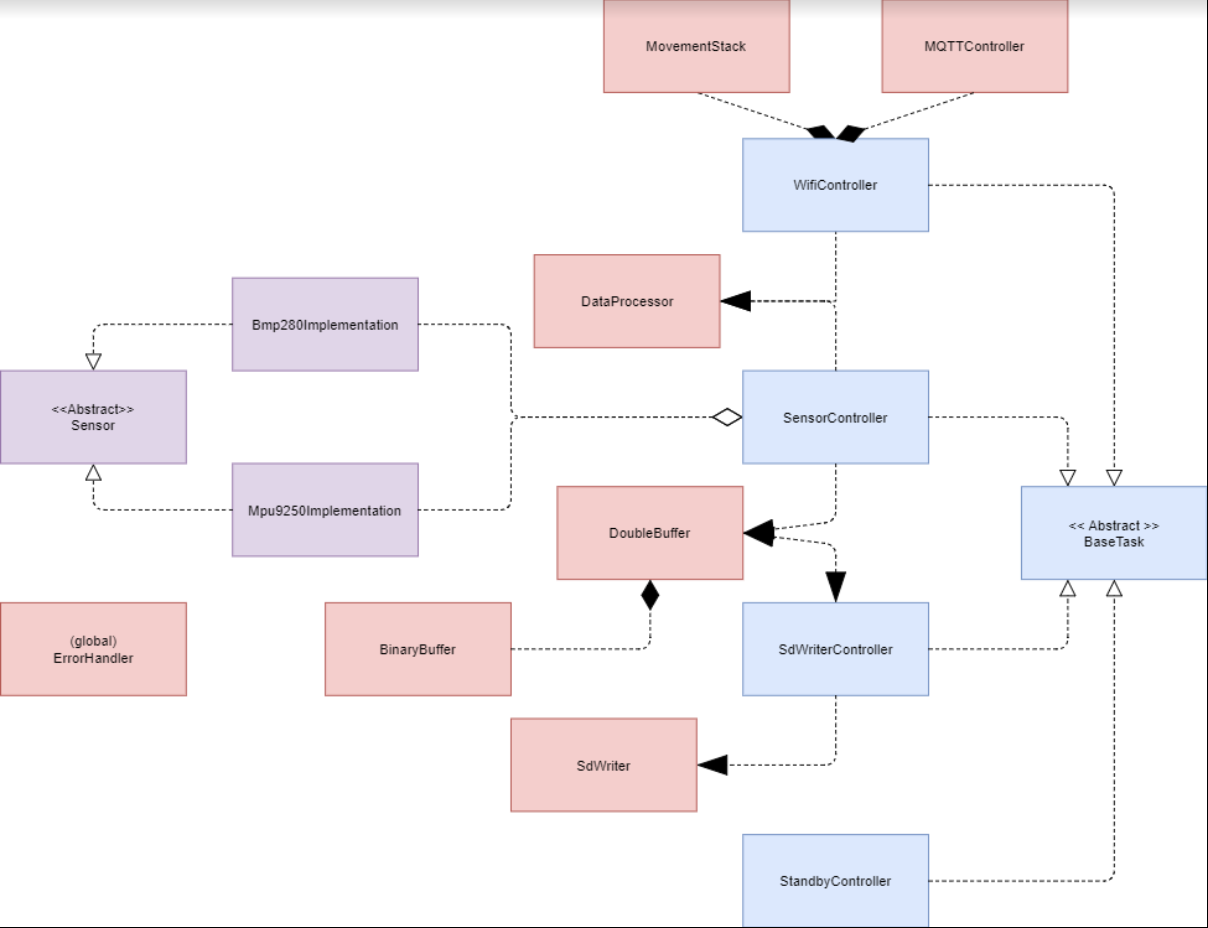 MovementStack
MQTTController
WifiController
DataProcessor
Bmp280Implementation
<<Abstract>>
Sensor
SensorController
Mpu9250Implementation
DoubleBuffer
<< Abstract >>
BaseTask
(global)
ErrorHandler
BinaryBuffer
SdWriterController
SdWriter
StandbyController